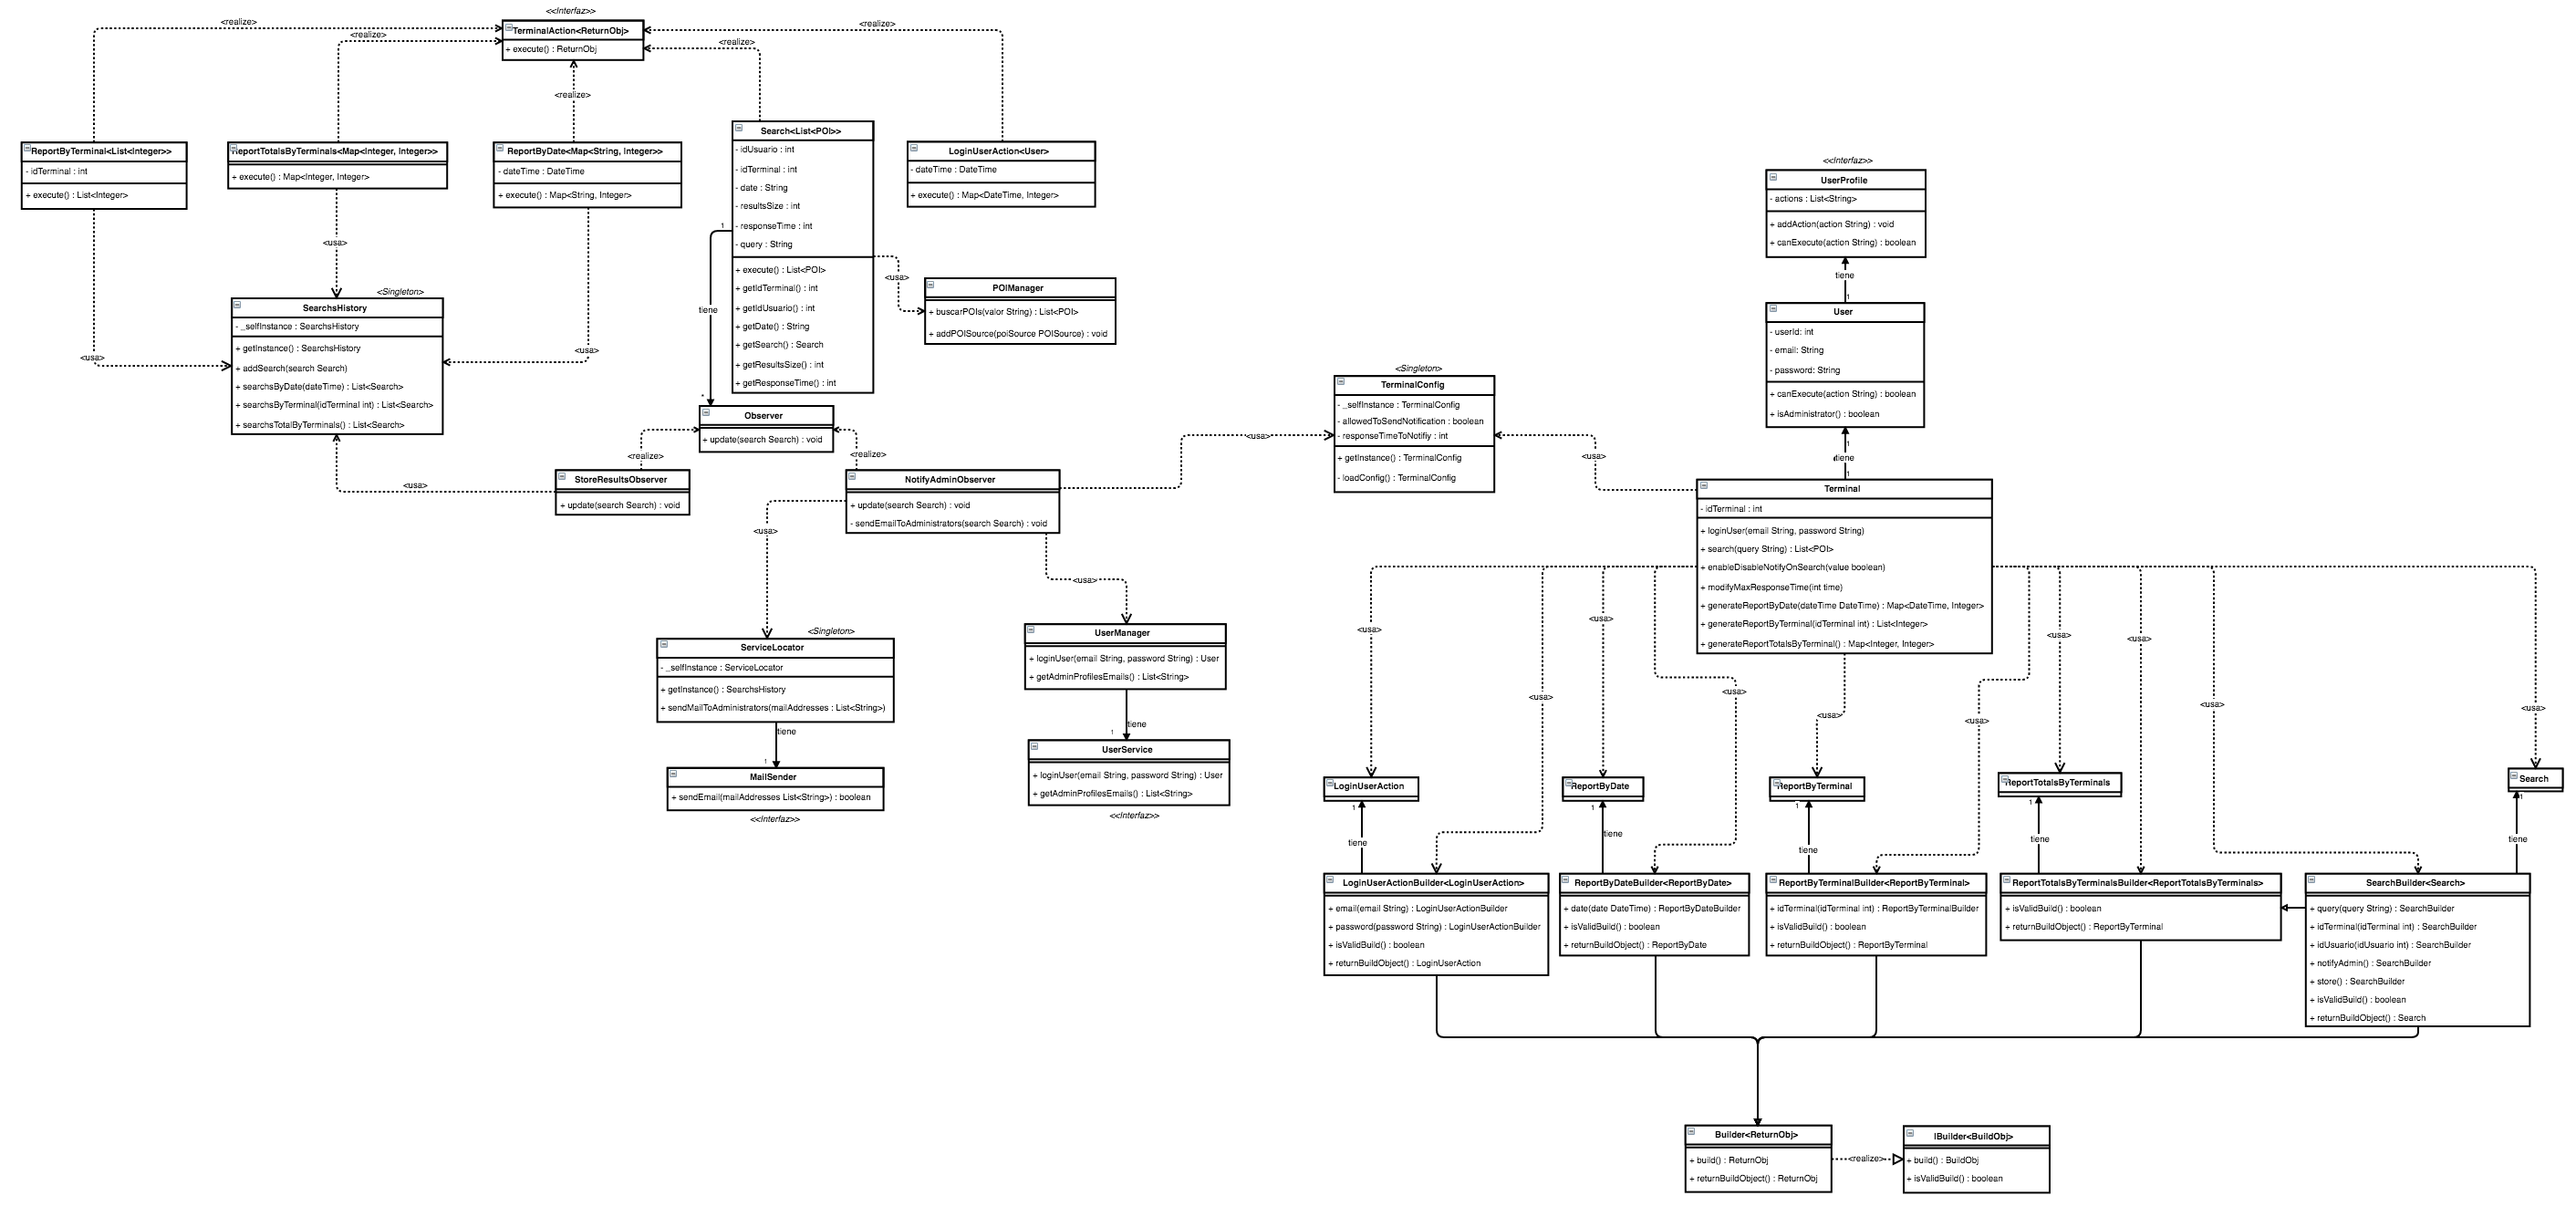 <<Interfaz>>
TerminalAction<ReturnObj>
+ execute() : ReturnObj
<realize>
<realize>
<realize>
<realize>
<realize>
ReportByTerminal<List<Integer>>
- idTerminal : int
+ execute() : List<Integer>
ReportTotalsByTerminals<Map<Integer, Integer>>
+ execute() : Map<Integer, Integer>
ReportByDate<Map<String, Integer>>
- dateTime : DateTime
+ execute() : Map<String, Integer>
Search<List<POI>>
- idUsuario : int
- idTerminal : int
- date : String
- resultsSize : int
- responseTime : int
- query : String
+ execute() : List<POI>
+ getIdTerminal() : int
+ getIdUsuario() : int
+ getDate() : String
+ getSearch() : Search
+ getResultsSize() : int
+ getResponseTime() : int
LoginUserAction<User>
- dateTime : DateTime
+ execute() : Map<DateTime, Integer>
<usa>
<usa>
<usa>
<usa>
1
tiene
*
POIManager
+ buscarPOIs(valor String) : List<POI>
+ addPOISource(poiSource POISource) : void
<Singleton>
SearchsHistory
- _selfInstance : SearchsHistory
+ getInstance() : SearchsHistory
+ addSearch(search Search)
+ searchsByDate(dateTime) : List<Search>
+ searchsByTerminal(idTerminal int) : List<Search>
+ searchsTotalByTerminals() : List<Search>
Observer
+ update(search Search) : void
<realize>
<realize>
<usa>
StoreResultsObserver
+ update(search Search) : void
NotifyAdminObserver
+ update(search Search) : void
- sendEmailToAdministrators(search Search) : void
<usa>
<usa>
<usa>
<Singleton>
ServiceLocator
- _selfInstance : ServiceLocator
+ getInstance() : SearchsHistory
+ sendMailToAdministrators(mailAddresses : List<String>)
tiene
1
MailSender
+ sendEmail(mailAddresses List<String>) : boolean
<<Interfaz>>
UserManager
+ loginUser(email String, password String) : User
+ getAdminProfilesEmails() : List<String>
tiene
1
UserService
+ loginUser(email String, password String) : User
+ getAdminProfilesEmails() : List<String>
<<Interfaz>>
<Singleton>
TerminalConfig
- _selfInstance : TerminalConfig
- allowedToSendNotification : boolean
- responseTimeToNotifiy : int
+ getInstance() : TerminalConfig
- loadConfig() : TerminalConfig
<usa>
<<Interfaz>>
UserProfile
- actions : List<String>
+ addAction(action String) : void
+ canExecute(action String) : boolean
tiene
1
User
- userId: int
- email: String
- password: String
+ canExecute(action String) : boolean
+ isAdministrator() : boolean
1
tiene
1
Terminal
- idTerminal : int
+ loginUser(email String, password String)
+ search(query String) : List<POI>
+ enableDisableNotifyOnSearch(value boolean)
+ modifyMaxResponseTime(int time)
+ generateReportByDate(dateTime DateTime) : Map<DateTime, Integer>
+ generateReportByTerminal(idTerminal int) : List<Integer>
+ generateReportTotalsByTerminal() : Map<Integer, Integer>
<usa>
<usa>
<usa>
<usa>
<usa>
<usa>
<usa>
<usa>
<usa>
<usa>
LoginUserAction
ReportByDate
ReportByTerminal
ReportTotalsByTerminals
Search
1
1
1
1
1
tiene
tiene
tiene
tiene
tiene
LoginUserActionBuilder<LoginUserAction>
+ email(email String) : LoginUserActionBuilder
+ password(password String) : LoginUserActionBuilder
+ isValidBuild() : boolean
+ returnBuildObject() : LoginUserAction
ReportByDateBuilder<ReportByDate>
+ date(date DateTime) : ReportByDateBuilder
+ isValidBuild() : boolean
+ returnBuildObject() : ReportByDate
ReportByTerminalBuilder<ReportByTerminal>
+ idTerminal(idTerminal int) : ReportByTerminalBuilder
+ isValidBuild() : boolean
+ returnBuildObject() : ReportByTerminal
ReportTotalsByTerminalsBuilder<ReportTotalsByTerminals>
+ isValidBuild() : boolean
+ returnBuildObject() : ReportByTerminal
SearchBuilder<Search>
+ query(query String) : SearchBuilder
+ idTerminal(idTerminal int) : SearchBuilder
+ idUsuario(idUsuario int) : SearchBuilder
+ notifyAdmin() : SearchBuilder
+ store() : SearchBuilder
+ isValidBuild() : boolean
+ returnBuildObject() : Search
Builder<ReturnObj>
+ build() : ReturnObj
+ returnBuildObject() : ReturnObj
<realize>
IBuilder<BuildObj>
+ build() : BuildObj
+ isValidBuild() : boolean